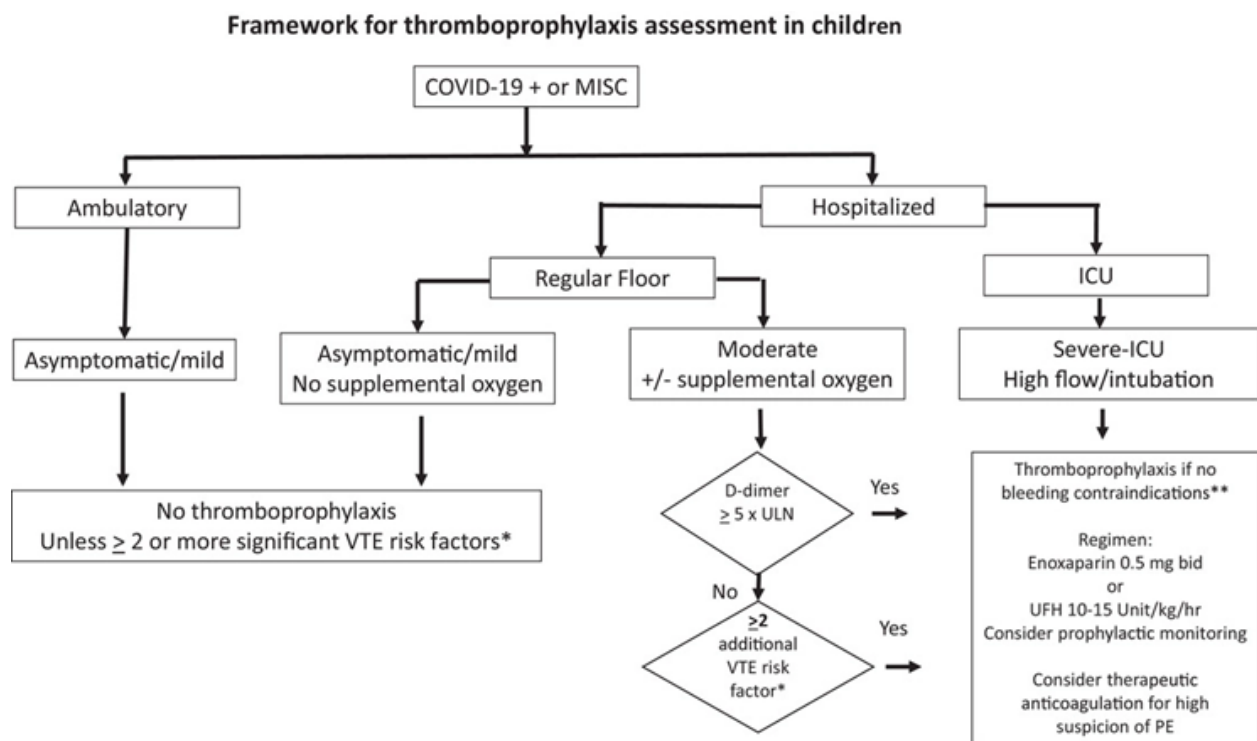 Framework for thromboprophylaxis assessment in children
COVID-19 + or MISC
Ambulatory
Hospitalized
Regular Floor
ICU
Asymptomatic/mild
Asymptomatic/mild
No supplemental oxygen
Moderate
+/- supplemental oxygen
Severe-ICU
High flow/intubation
No thromboprophylaxis
Unless ≥ 2 or more significant VTE risk factors*
D-dimer
≥ 5 x ULN
Yes
No
≥2
additional
VTE risk
factor*
Yes
Thromboprophylaxis if no
bleeding contraindications**
Regimen:
Enoxaparin 0.5 mg bid
or
UFH 10-15 Unit/kg/hr
Consider prophylactic monitoring
Consider therapeutic
anticoagulation for high
suspicion of PE